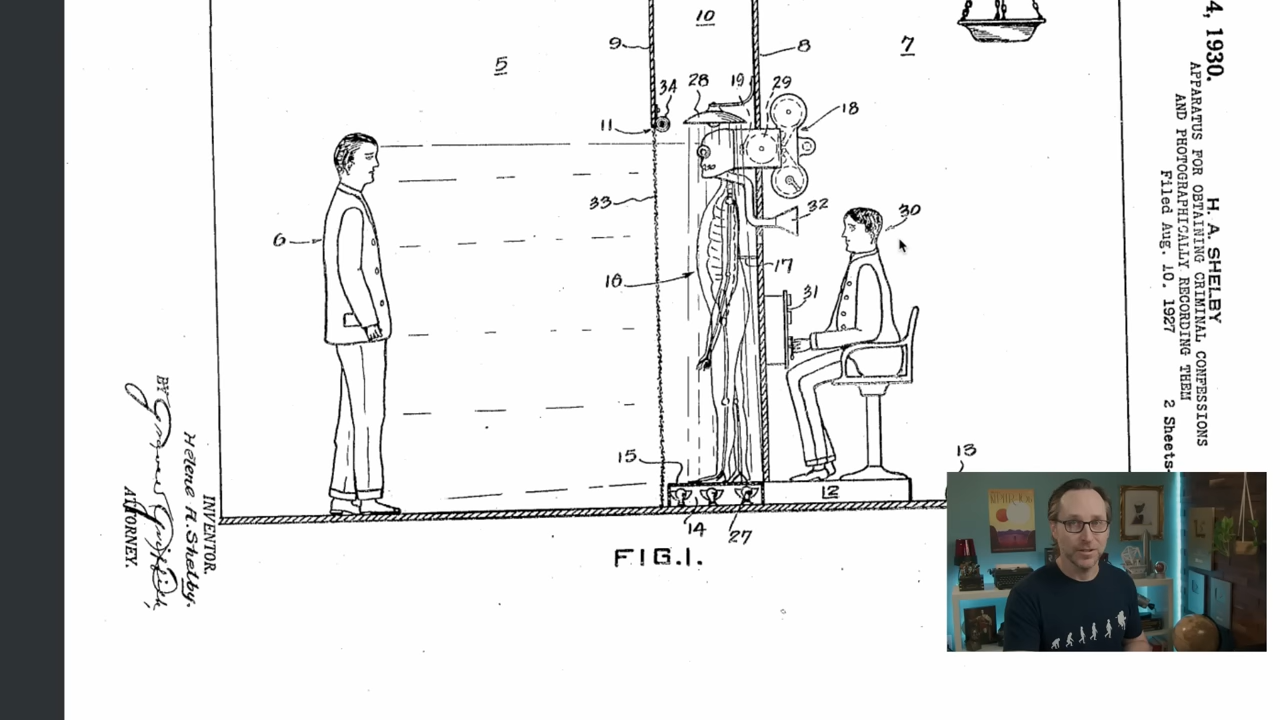 10
9
8
7
5
34
28
19
29
18
11
33
32
30
6
17
16
31
15
13
12
14
27
FIG.1.
4, 1930.
H. A. SHELBY
APPARATUS FOR OBTAINING CRIMINAL CONFESSIONS
AND PHOTOGRAPHICALLY RECORDING THEM
Filed Aug. 10. 1927
2 Sheets-
INVENTOR.
Helene A. Shelby.
BY
ATTORNEY.